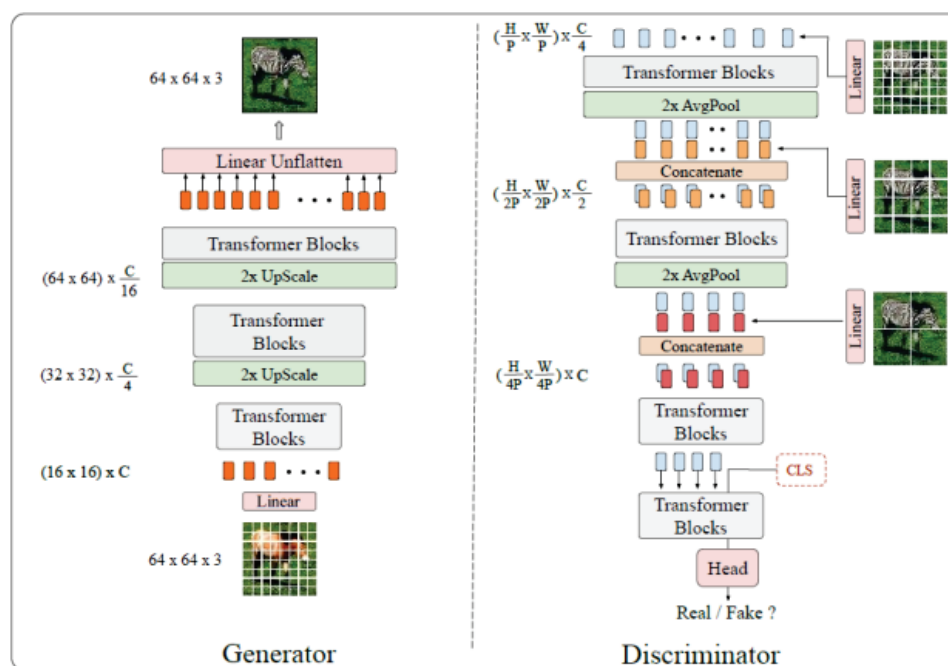 64 x 64 x 3
Linear Unflatten
Transformer Blocks
2x UpScale
(64 x 64) x C/16
Transformer
Blocks
2x UpScale
(32 x 32) x C/4
Transformer
Blocks
(16 x 16) x C
Linear
64 x 64 x 3
Generator
(H/P x W/P) x C/4
Linear
Transformer Blocks
2x AvgPool
Concatenate
Linear
(H/2P x W/2P) x C/2
Transformer Blocks
2x AvgPool
Linear
Concatenate
(H/4P x W/4P) x C
Transformer
Blocks
CLS
Transformer
Blocks
Head
Real / Fake ?
Discriminator